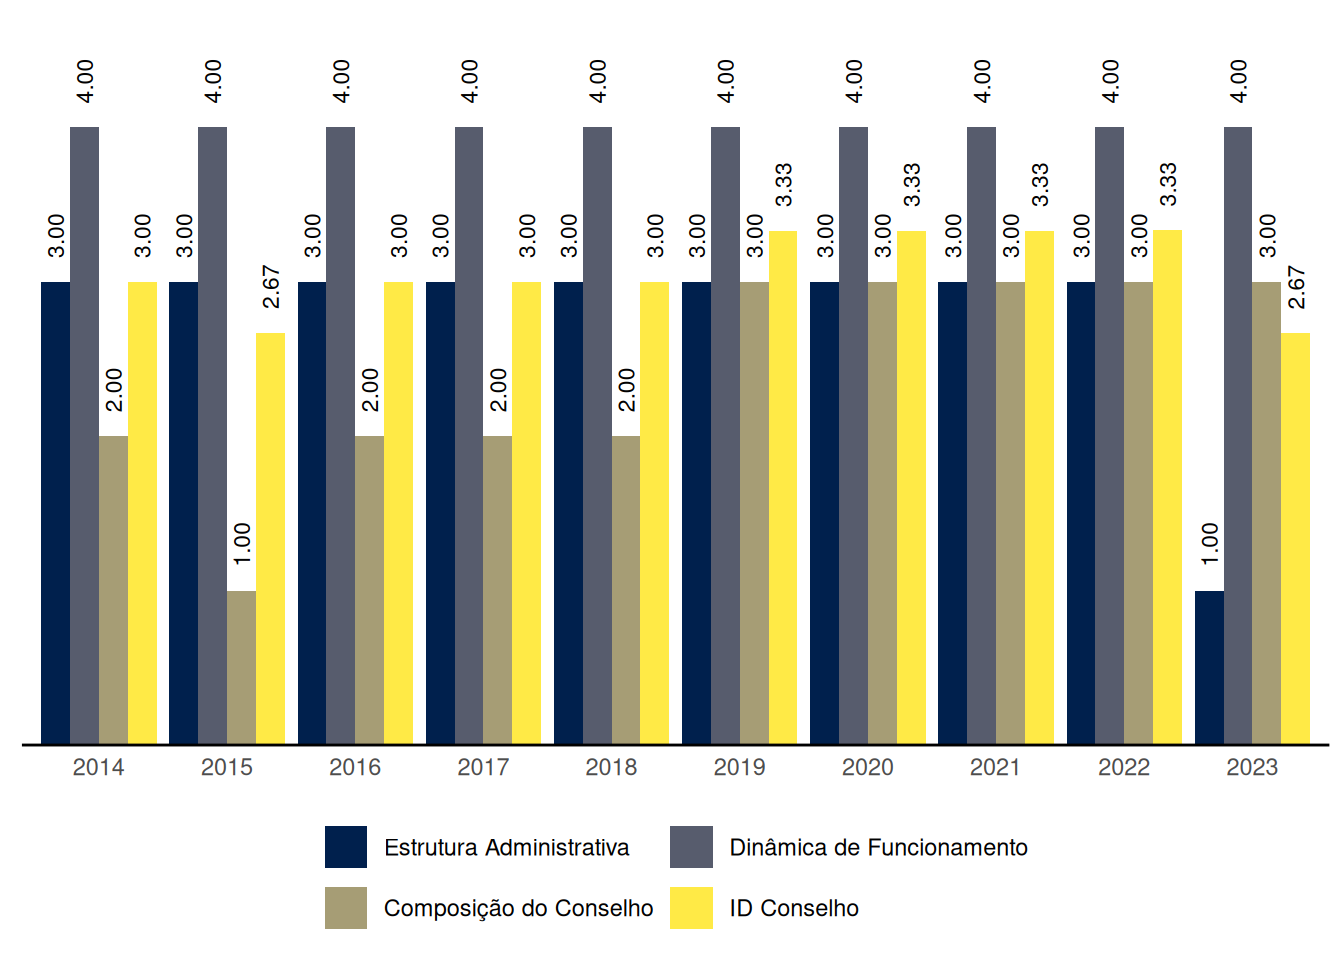 4.00 4.00 4.00 4.00 4.00 4.00 4.00 4.00 4.00 4.00
3.33 3.33 3.33 3.33
3.00 3.00 3.00 3.00 3.00 3.00 3.00 3.00 3.00 3.00 3.00 3.00 3.00 3.00 3.00 3.00 3.00 3.00
2.67 2.67
2.00 2.00 2.00 2.00
1.00 1.00
2014 2015 2016 2017 2018 2019 2020 2021 2022 2023
Estrutura Administrativa Dinâmica de Funcionamento
Composição do Conselho ID Conselho